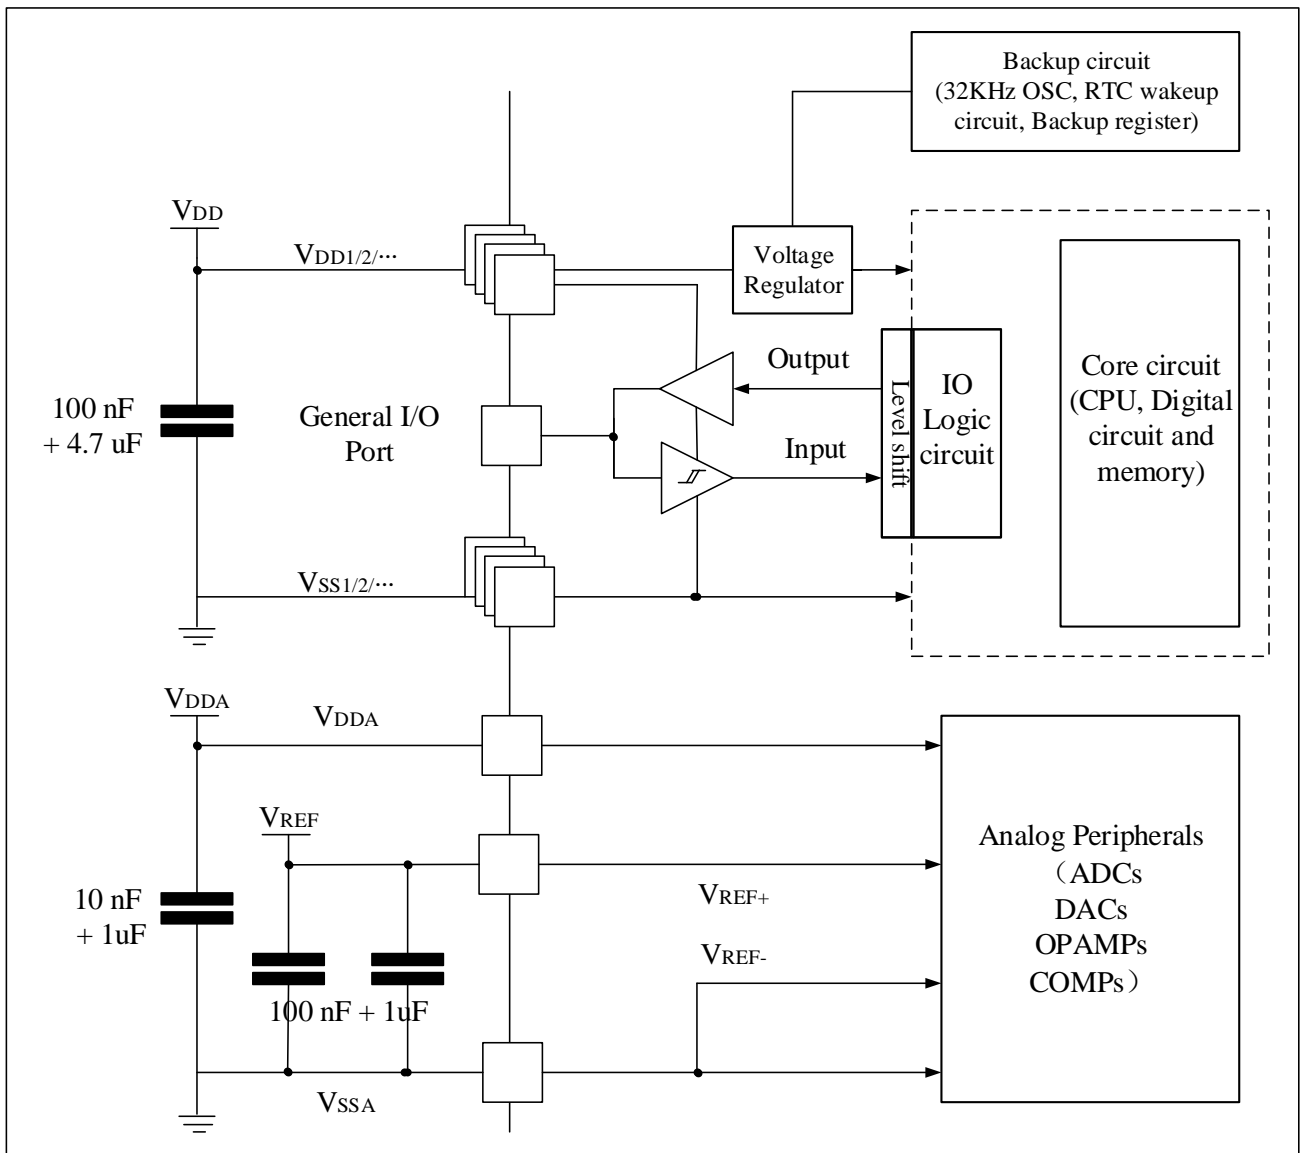 Backup circuit
(32KHz OSC, RTC wakeup
circuit, Backup register)
VDD
VDD1/2/···
Voltage
Regulator
Output
Level shift
IO
Logic
circuit
Core circuit
(CPU, Digital
circuit and
memory)
100 nF
+ 4.7 uF
General I/O
Port
Input
VSS1/2/···
VDDA
VDDA
VREF
10 nF
+ 1uF
VREF+
VREF-
100 nF + 1uF
VSSA
Analog Peripherals
（ADCs
DACs
OPAMPs
COMPs）